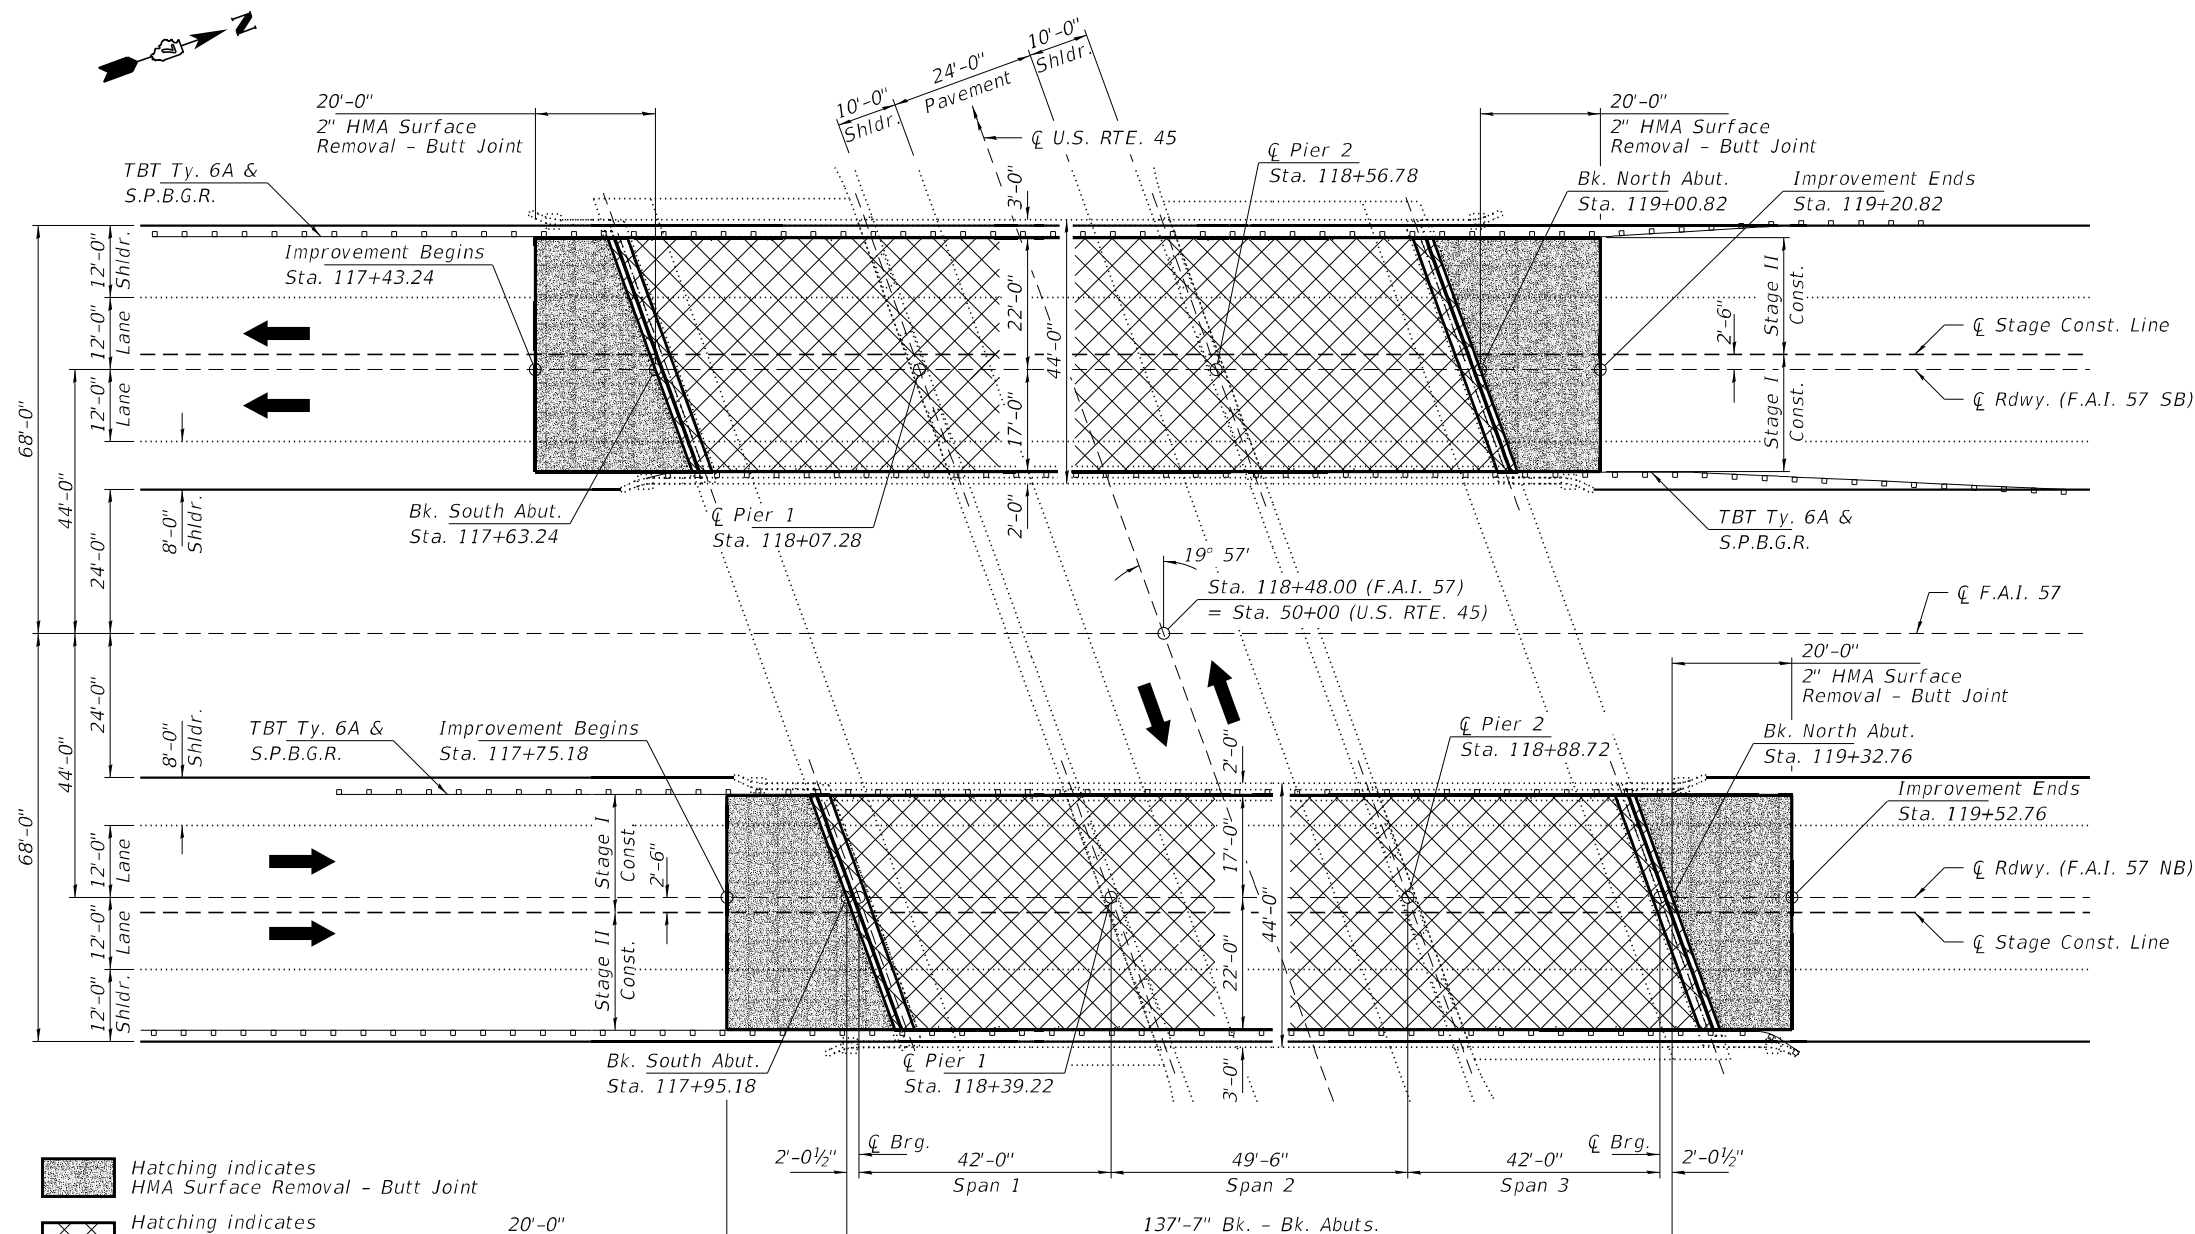 N
10'-0"
Shldr.
24'-0"
Pavement
10'-0"
Shldr.
℄ U.S. RTE. 45
20'-0"
2" HMA Surface
Removal - Butt Joint
20'-0"
2" HMA Surface
Removal - Butt Joint
℄ Pier 2
Sta. 118+56.78
TBT Ty. 6A &
S.P.B.G.R.
Bk. North Abut.
Sta. 119+00.82
Improvement Ends
Sta. 119+20.82
3'-0"
Improvement Begins
Sta. 117+43.24
12'-0"
Shldr.
12'-0"
Lane
12'-0"
Lane
68'-0"
44'-0"
24'-0"
8'-0"
Shldr.
22'-0"
44'-0"
17'-0"
2'-0"
Stage II
Const.
Stage I
Const.
2'-6"
℄ Stage Const. Line
℄ Rdwy. (F.A.I. 57 SB)
Bk. South Abut.
Sta. 117+63.24
℄ Pier 1
Sta. 118+07.28
TBT Ty. 6A &
S.P.B.G.R.
19° 57'
Sta. 118+48.00 (F.A.I. 57)
= Sta. 50+00 (U.S. RTE. 45)
℄ F.A.I. 57
20'-0"
2" HMA Surface
Removal - Butt Joint
24'-0"
44'-0"
68'-0"
8'-0"
Shldr.
TBT Ty. 6A &
S.P.B.G.R.
Improvement Begins
Sta. 117+75.18
℄ Pier 2
Sta. 118+88.72
Bk. North Abut.
Sta. 119+32.76
Improvement Ends
Sta. 119+52.76
2'-0"
12'-0"
Lane
12'-0"
Lane
12'-0"
Shldr.
Stage I
Const.
Stage II
Const.
2'-6"
17'-0"
44'-0"
22'-0"
3'-0"
℄ Rdwy. (F.A.I. 57 NB)
℄ Stage Const. Line
Bk. South Abut.
Sta. 117+95.18
℄ Pier 1
Sta. 118+39.22
℄ Brg.
℄ Brg.
2'-0½"
42'-0"
Span 1
49'-6"
Span 2
42'-0"
Span 3
2'-0½"
Hatching indicates
HMA Surface Removal - Butt Joint
Hatching indicates
20'-0"
137'-7" Bk. - Bk. Abuts.